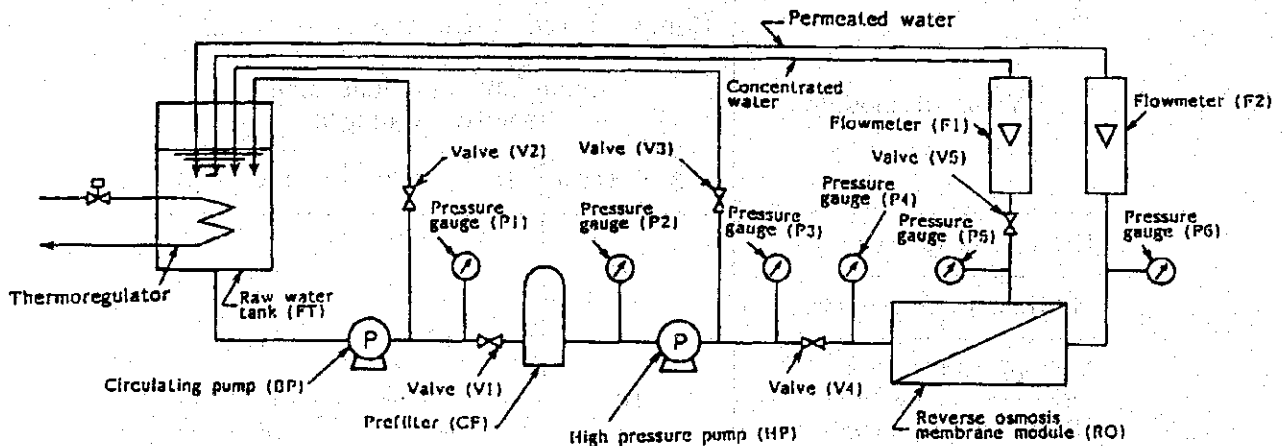 Permeated water
Concentrated
water
Flowmeter (F1)
Flowmeter (F2)
Valve (V5)
Valve (V2)
Valve (V3)
Pressure
gauge (P1)
Pressure
gauge (P2)
Pressure
gauge (P3)
Pressure
gauge (P4)
Pressure
gauge (P5)
Pressure
gauge (P6)
Thermoregulator
Raw water
tank (FT)
P
P
Circulating pump (BP)
Valve (V1)
Prefilter (CF)
High pressure pump (HP)
Valve (V4)
Reverse osmosis
membrane module (RO)